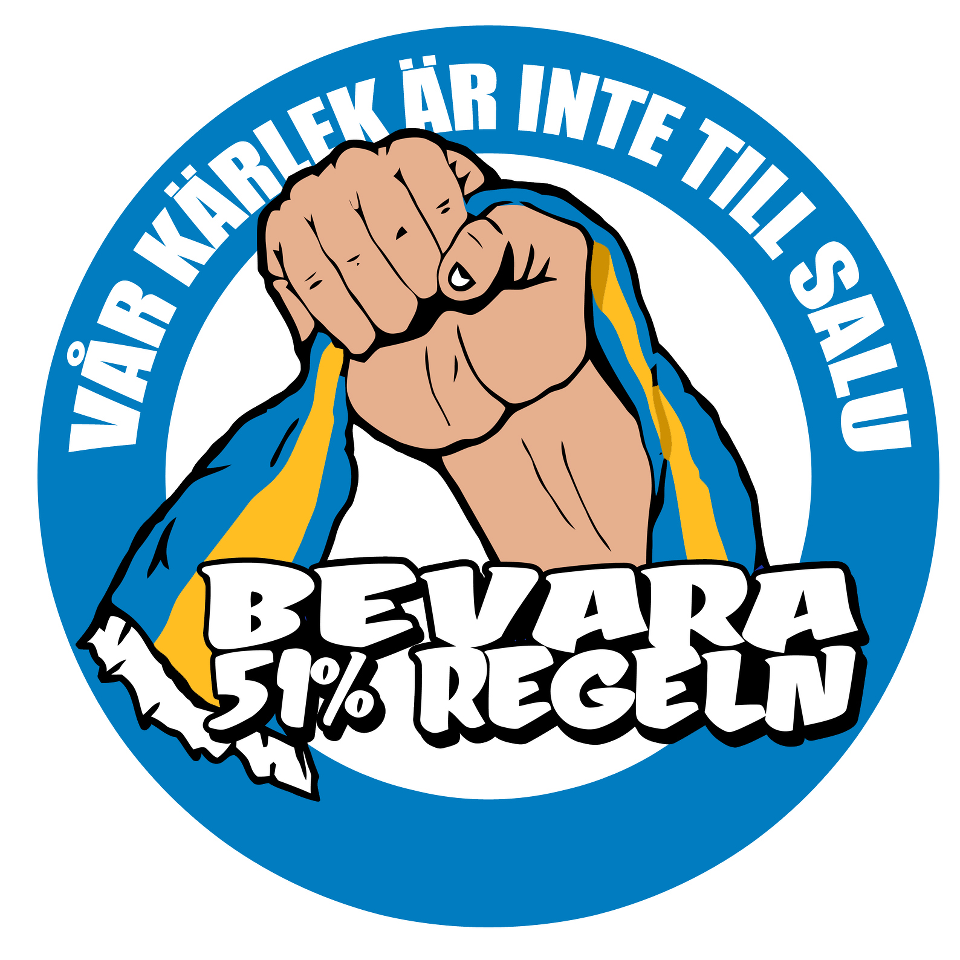 VÅR KÄRLEK ÄR INTE TILL SALU
BEVARA
51% REGELN